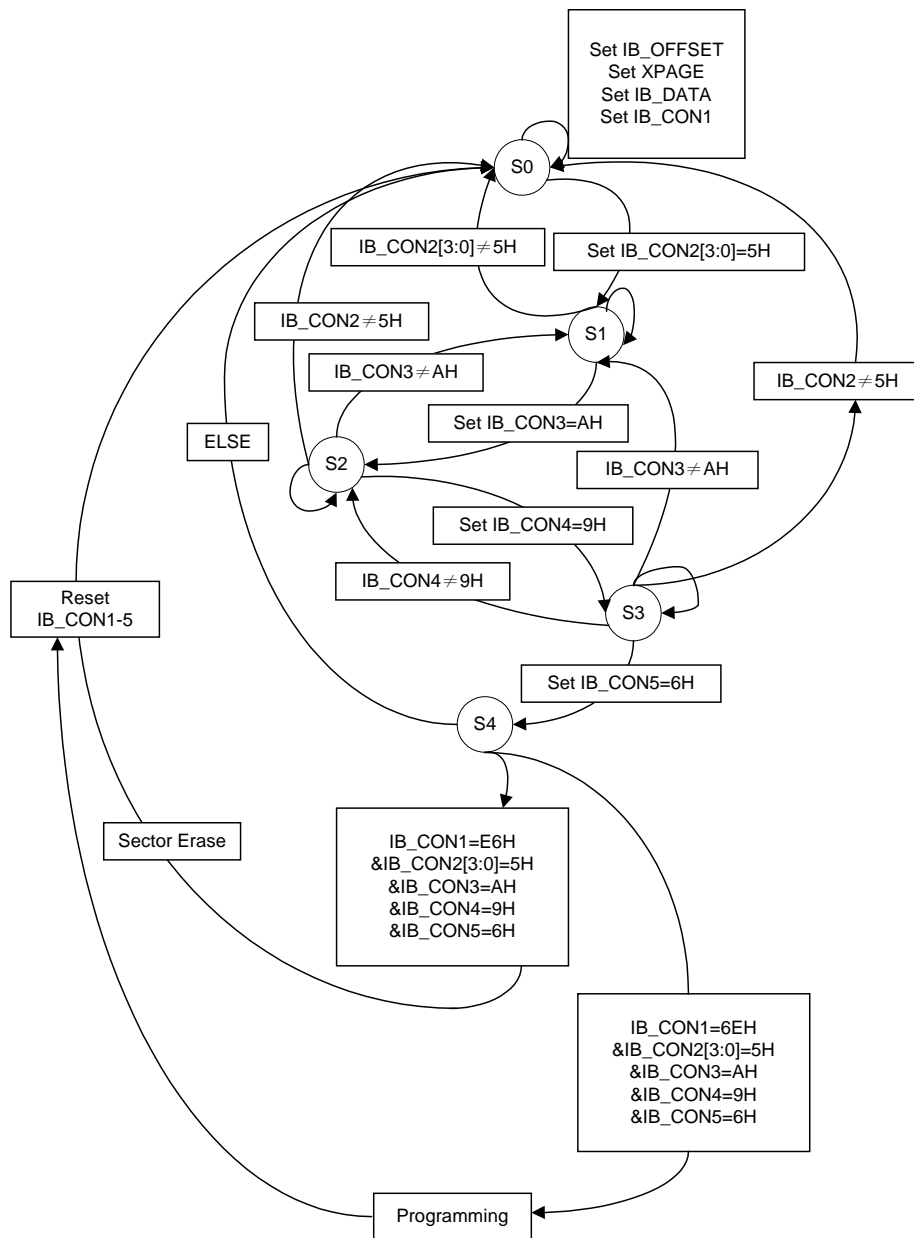 Set IB_OFFSET
Set XPAGE
Set IB_DATA
Set IB_CON1
S0
IB_CON2[3:0]≠5H
Set IB_CON2[3:0]=5H
IB_CON2≠5H
S1
IB_CON3≠AH
IB_CON2≠5H
Set IB_CON3=AH
ELSE
S2
IB_CON3≠AH
Set IB_CON4=9H
IB_CON4≠9H
Reset
IB_CON1-5
S3
Set IB_CON5=6H
S4
Sector Erase
IB_CON1=E6H
&IB_CON2[3:0]=5H
&IB_CON3=AH
&IB_CON4=9H
&IB_CON5=6H
IB_CON1=6EH
&IB_CON2[3:0]=5H
&IB_CON3=AH
&IB_CON4=9H
&IB_CON5=6H
Programming